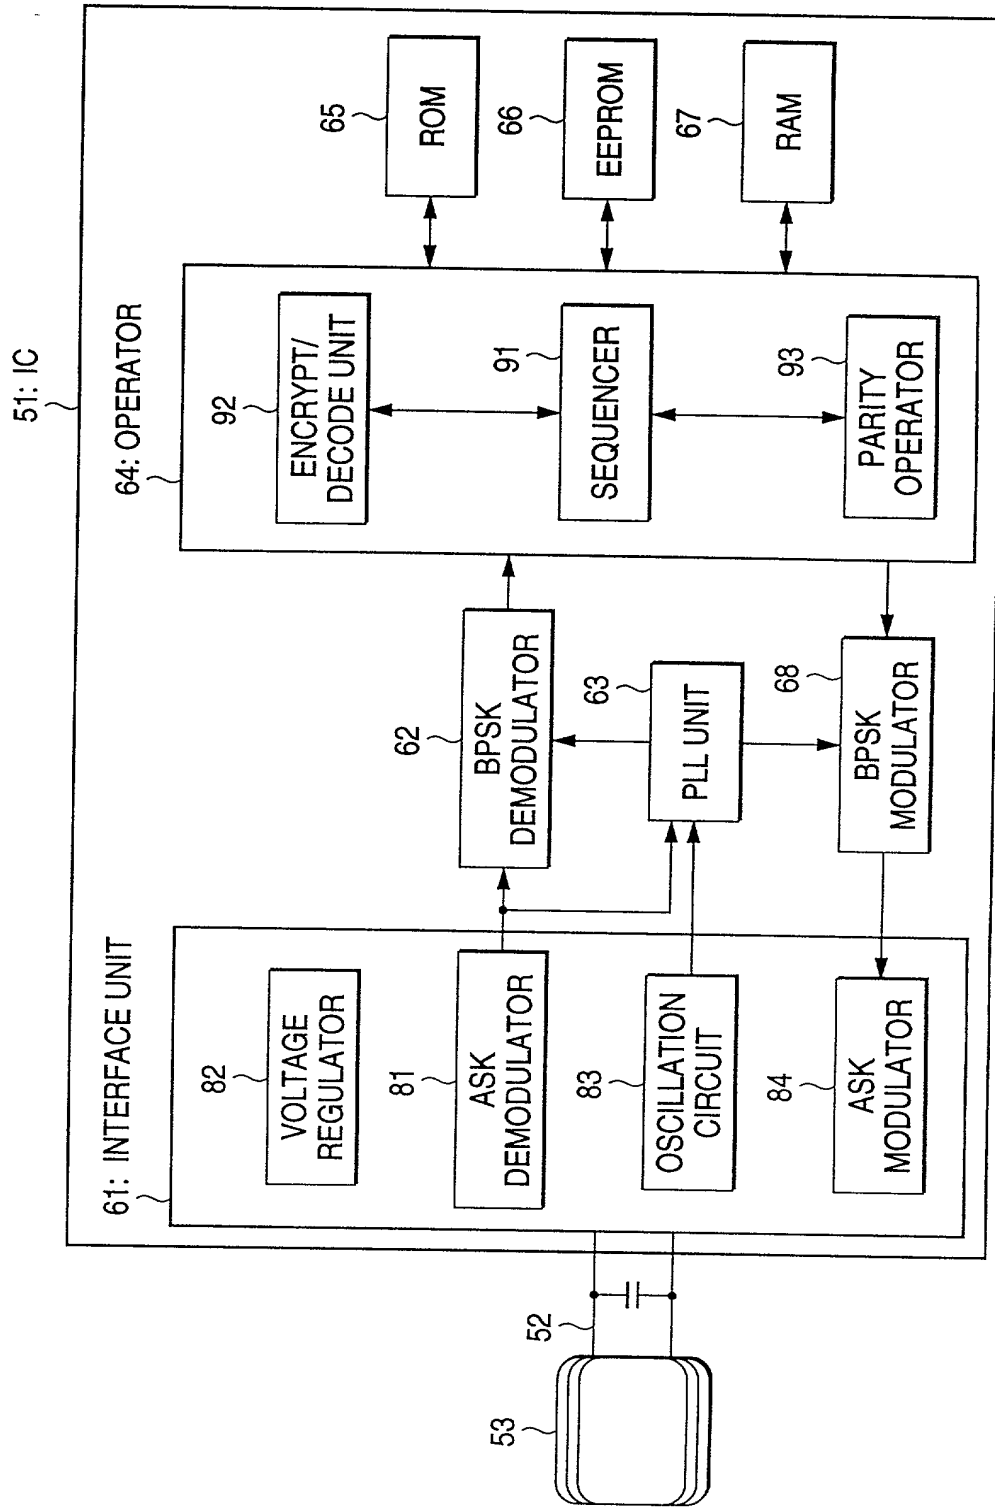 51: IC
61: INTERFACE UNIT
64: OPERATOR
82
VOLTAGE
REGULATOR
92
ENCRYPT/
DECODE UNIT
65
ROM
81
ASK
DEMODULATOR
62
BPSK
DEMODULATOR
91
SEQUENCER
66
EEPROM
53
52
83
OSCILLATION
CIRCUIT
63
PLL UNIT
67
RAM
84
ASK
MODULATOR
68
BPSK
MODULATOR
93
PARITY
OPERATOR